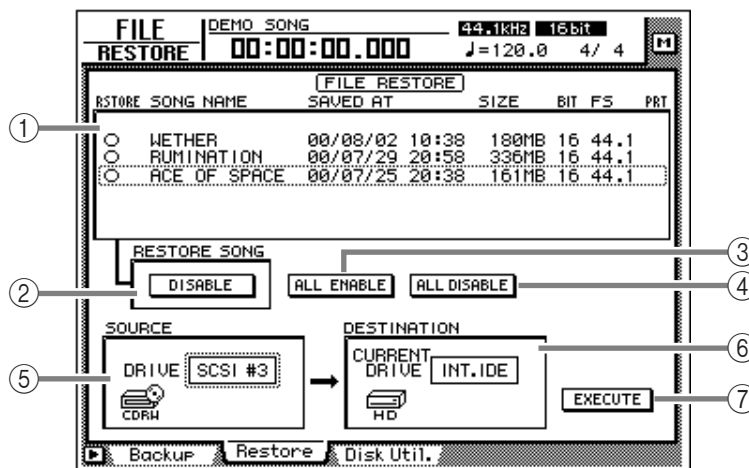 FILE
RESTORE
DEMO SONG
00:00:00.000
44.1kHz 16bit
♩=120.0 4/ 4
M
FILE RESTORE
RSTORE SONG NAME SAVED AT SIZE BIT FS PRT
WETHER 00/08/02 10:38 180MB 16 44.1
RUMINATION 00/07/29 20:58 336MB 16 44.1
ACE OF SPACE 00/07/25 20:38 161MB 16 44.1
①
RESTORE SONG
DISABLE
ALL ENABLE
ALL DISABLE
②
③
④
SOURCE
DRIVE SCSI #3
CDRW
⑤
DESTINATION
CURRENT
DRIVE INT.IDE
HD
⑥
EXECUTE
⑦
Backup Restore Disk Util.